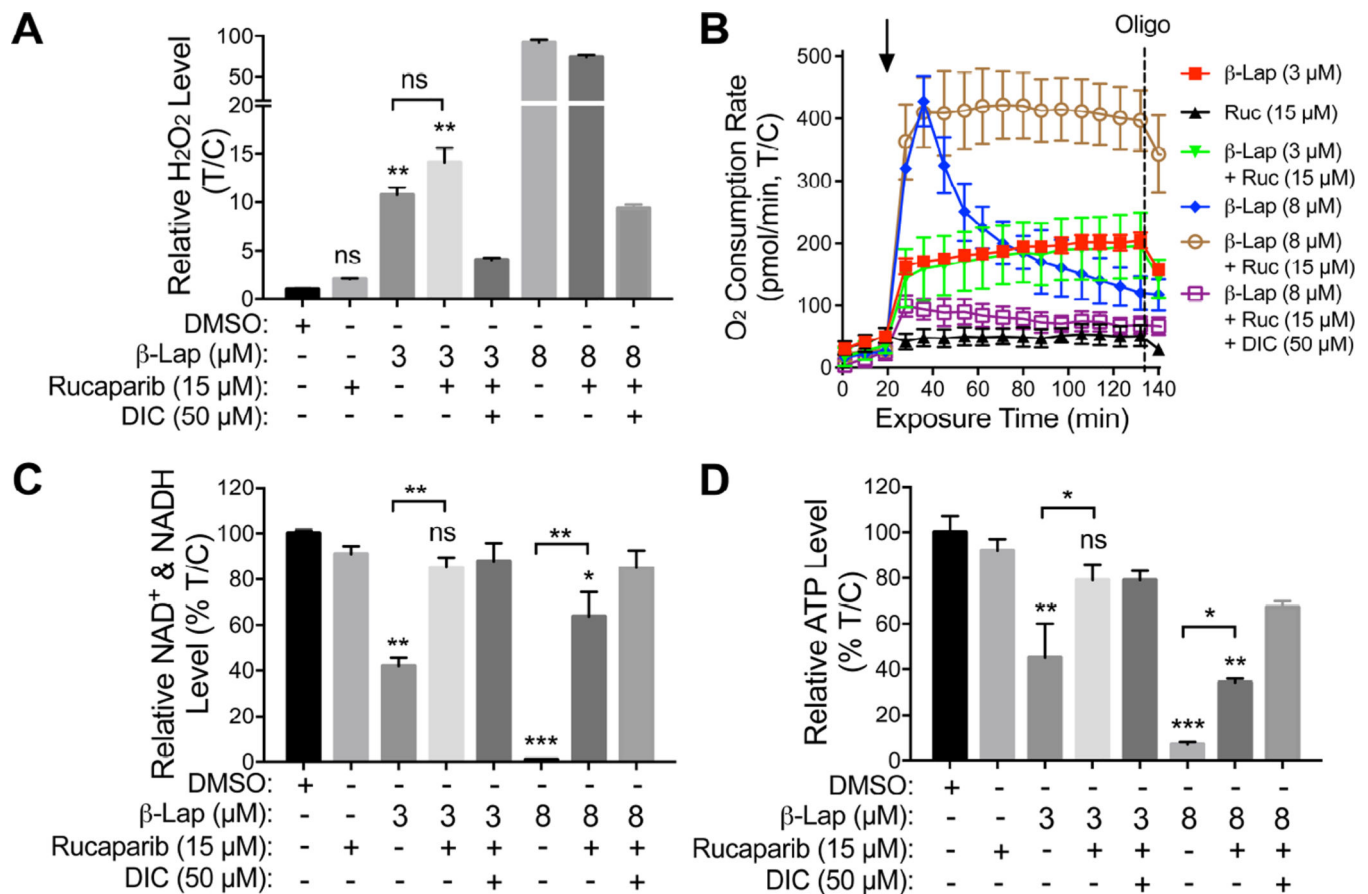 A
Relative H2O2 Level
(T/C)
100
80
60
40
20
20
15
10
5
0
ns
**
ns
**
DMSO: + - - - - - - -
β-Lap (μM): - - 3 3 3 8 8 8
Rucaparib (15 μM): - + - + + - + +
DIC (50 μM): - - - - + - - +
B
Oligo
O2 Consumption Rate
(pmol/min, T/C)
500
400
300
200
100
50
0
0 20 40 60 80 100 120 140
Exposure Time (min)
β-Lap (3 μM)
Ruc (15 μM)
β-Lap (3 μM)
+ Ruc (15 μM)
β-Lap (8 μM)
β-Lap (8 μM)
+ Ruc (15 μM)
β-Lap (8 μM)
+ Ruc (15 μM)
+ DIC (50 μM)
C
Relative NAD+ & NADH
Level (% T/C)
120
100
80
60
40
20
0
**
**
ns
**
***
*
DMSO: + - - - - - - -
β-Lap (μM): - - 3 3 3 8 8 8
Rucaparib (15 μM): - + - + + - + +
DIC (50 μM): - - - - + - - +
D
Relative ATP Level
(% T/C)
120
100
80
60
40
20
0
*
**
ns
*
***
**
DMSO: + - - - - - - -
β-Lap (μM): - - 3 3 3 8 8 8
Rucaparib (15 μM): - + - + + - + +
DIC (50 μM): - - - - + - - +